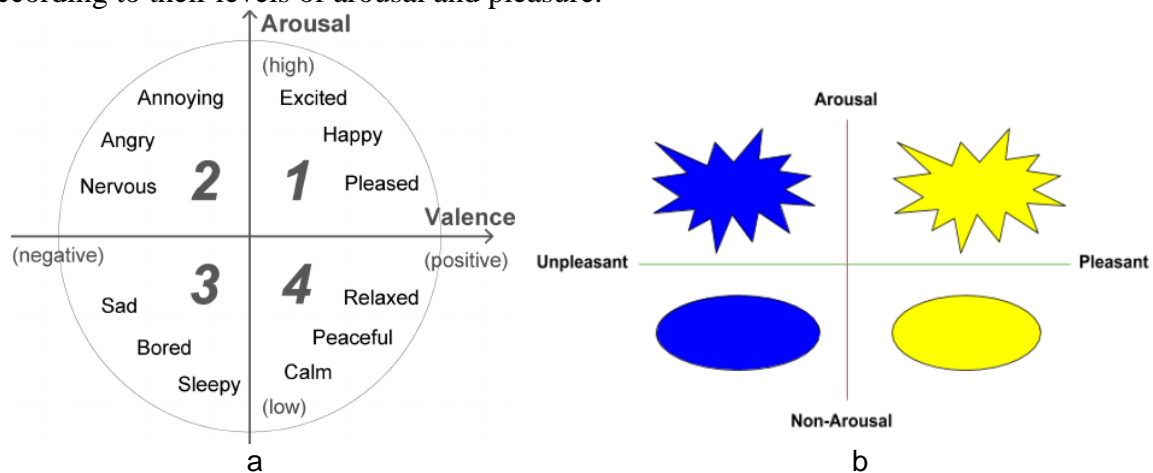 according to their levels of arousal and pleasure.
Arousal
(high)
Annoying
Excited
Angry
Happy
Nervous
2
1
Pleased
Valence
(negative)
(positive)
3
4
Sad
Relaxed
Bored
Peaceful
Sleepy
Calm
(low)
a
Arousal
Unpleasant
Pleasant
Non-Arousal
b